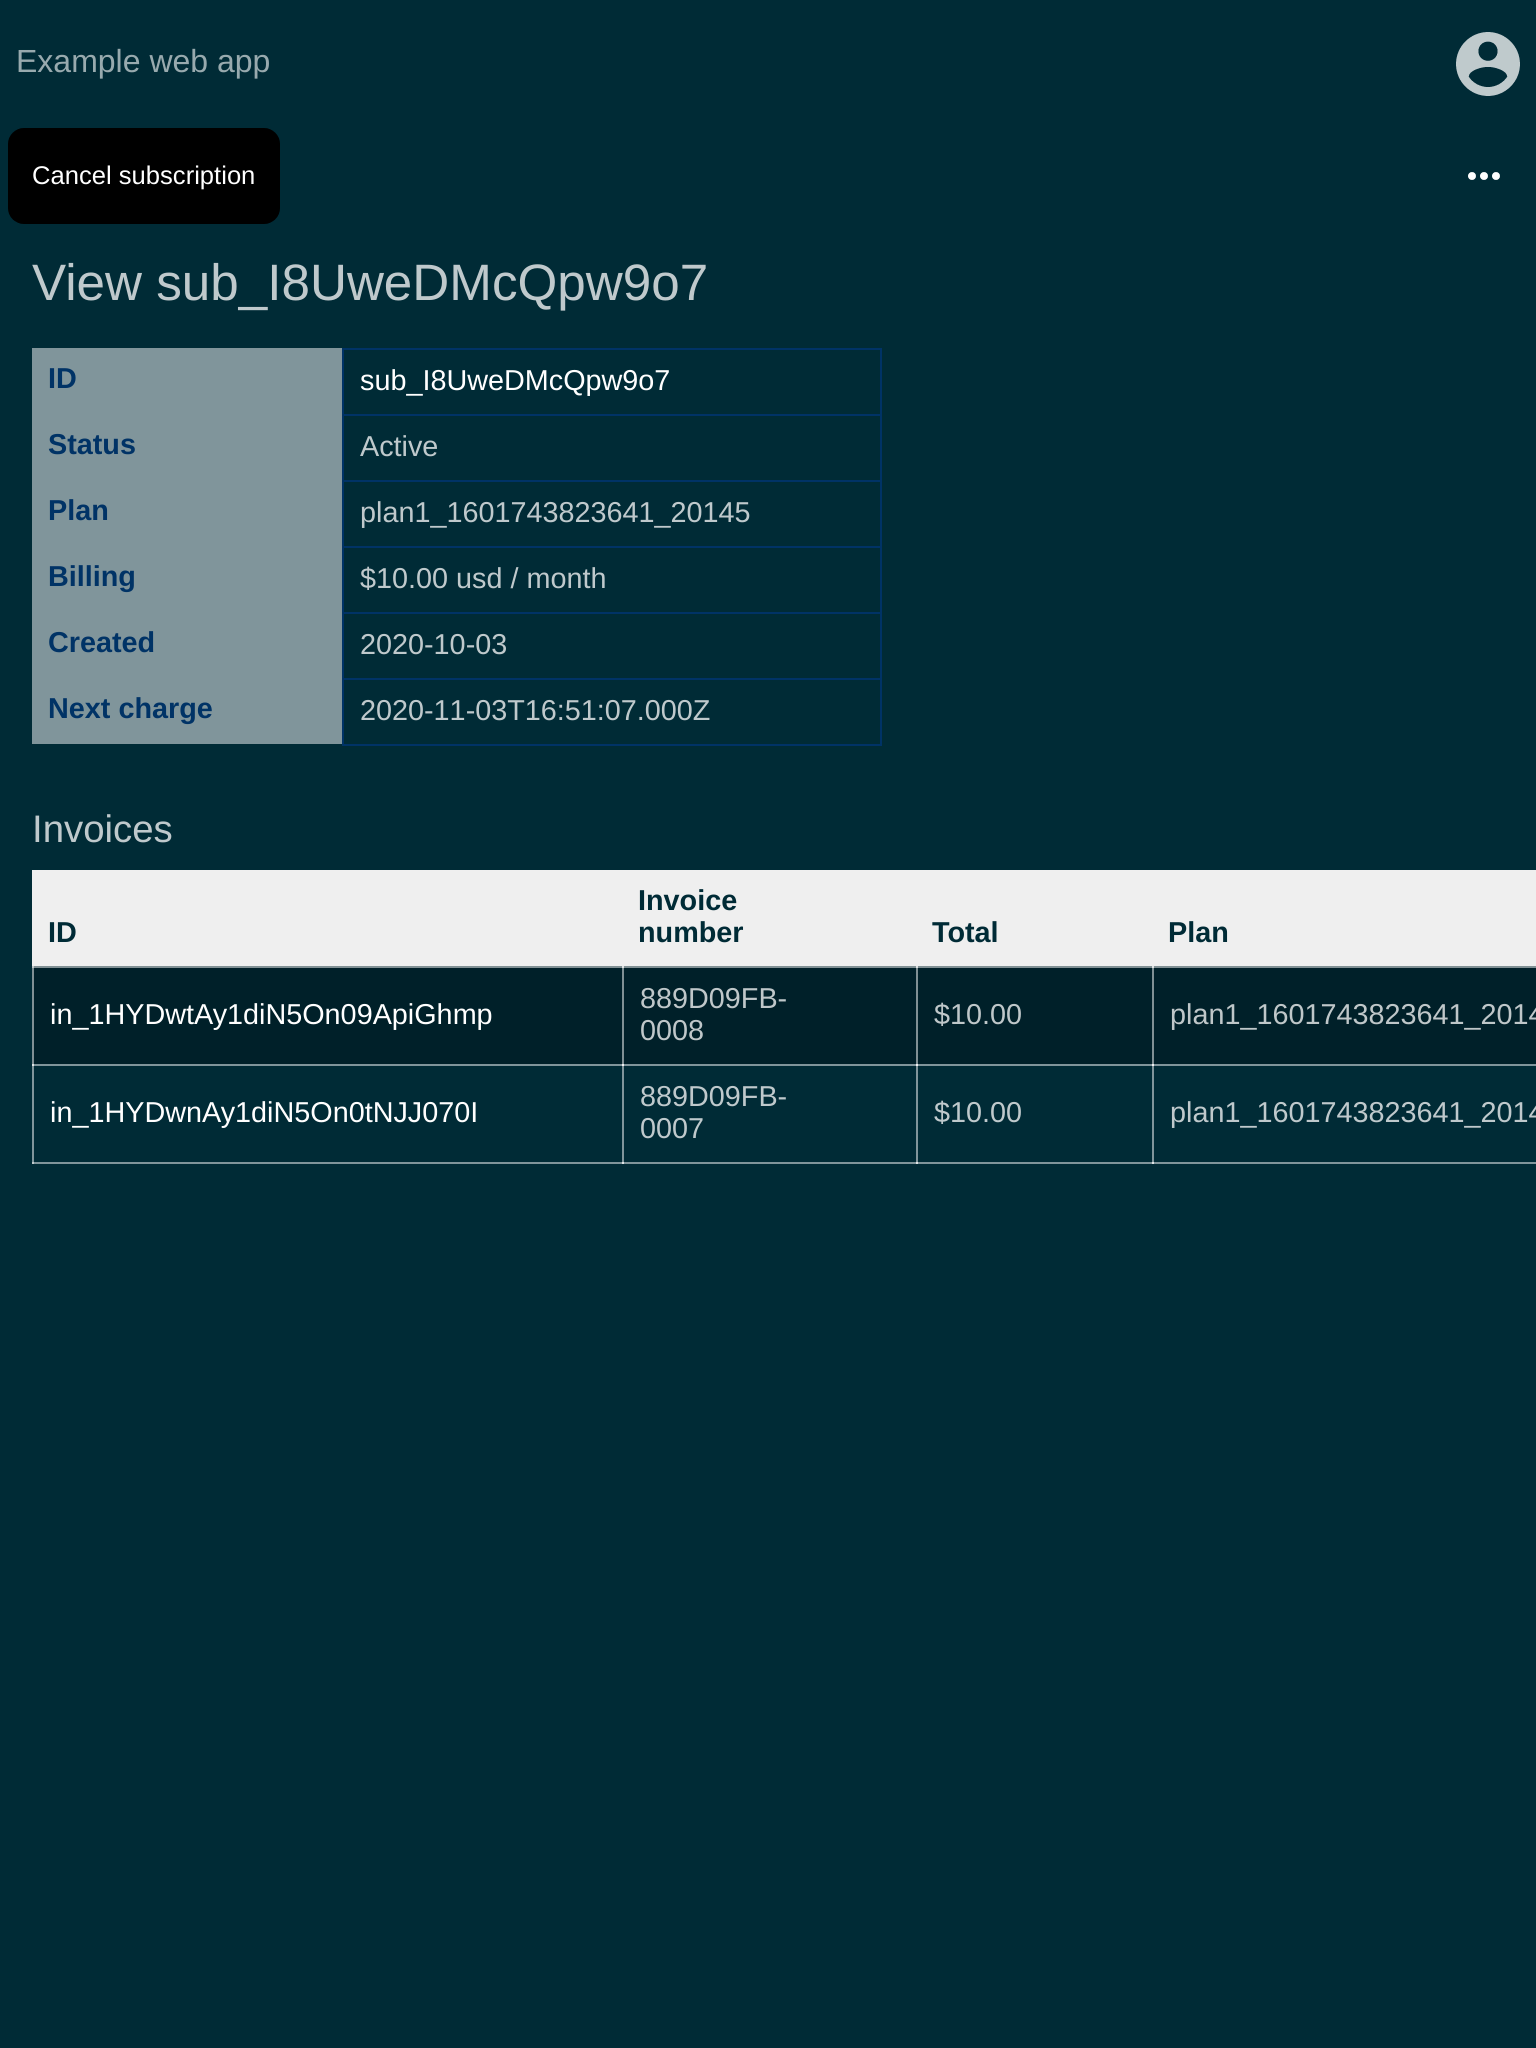 Example web app
Cancel subscription
View sub_I8UweDMcQpw9o7
ID sub_I8UweDMcQpw9o7
Status Active
Plan plan1_1601743823641_20145
Billing $10.00 usd / month
Created 2020-10-03
Next charge 2020-11-03T16:51:07.000Z
Invoices
ID Invoice number Total Plan
in_1HYDwtAy1diN5On09ApiGhmp 889D09FB-0008 $10.00 plan1_1601743823641_2014
in_1HYDwnAy1diN5On0tNJJ070I 889D09FB-0007 $10.00 plan1_1601743823641_2014